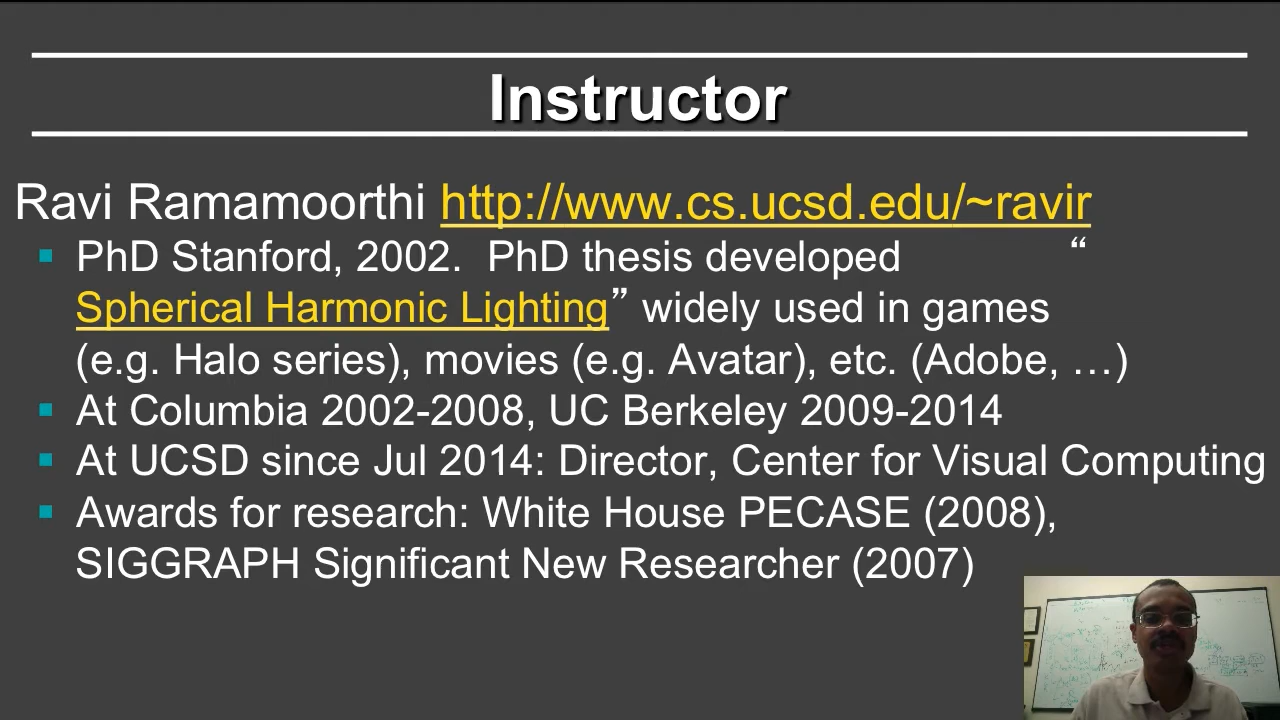 Instructor
Ravi Ramamoorthi http://www.cs.ucsd.edu/~ravir
PhD Stanford, 2002. PhD thesis developed “
Spherical Harmonic Lighting” widely used in games
(e.g. Halo series), movies (e.g. Avatar), etc. (Adobe, …)
At Columbia 2002-2008, UC Berkeley 2009-2014
At UCSD since Jul 2014: Director, Center for Visual Computing
Awards for research: White House PECASE (2008),
SIGGRAPH Significant New Researcher (2007)